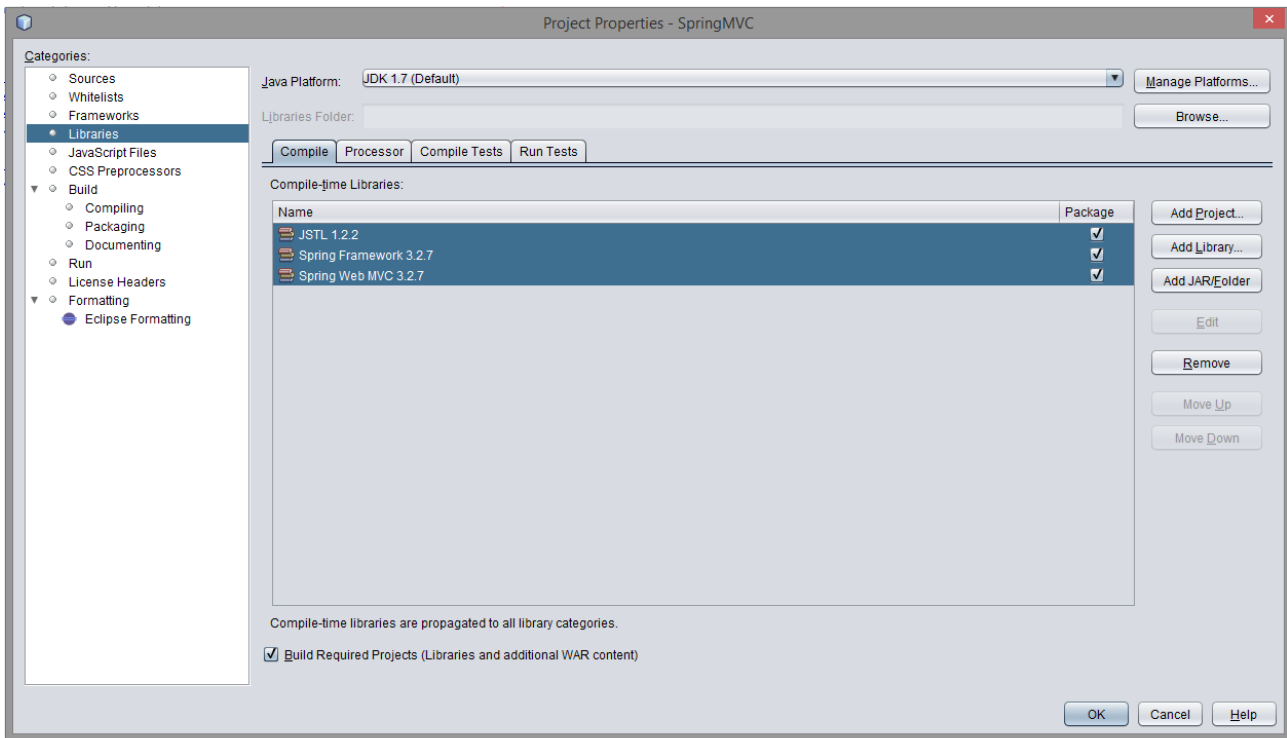 Project Properties - SpringMVC
Categories:
Sources
Whitelists
Frameworks
Libraries
JavaScript Files
CSS Preprocessors
Build
Compiling
Packaging
Documenting
Run
License Headers
Formatting
Eclipse Formatting
Java Platform: JDK 1.7 (Default) Manage Platforms...
Libraries Folder: Browse...
Compile Processor Compile Tests Run Tests
Compile-time Libraries:
Name Package
JSTL 1.2.2
Spring Framework 3.2.7
Spring Web MVC 3.2.7
Add Project...
Add Library...
Add JAR/Folder
Edit
Remove
Move Up
Move Down
Compile-time libraries are propagated to all library categories.
Build Required Projects (Libraries and additional WAR content)
OK Cancel Help